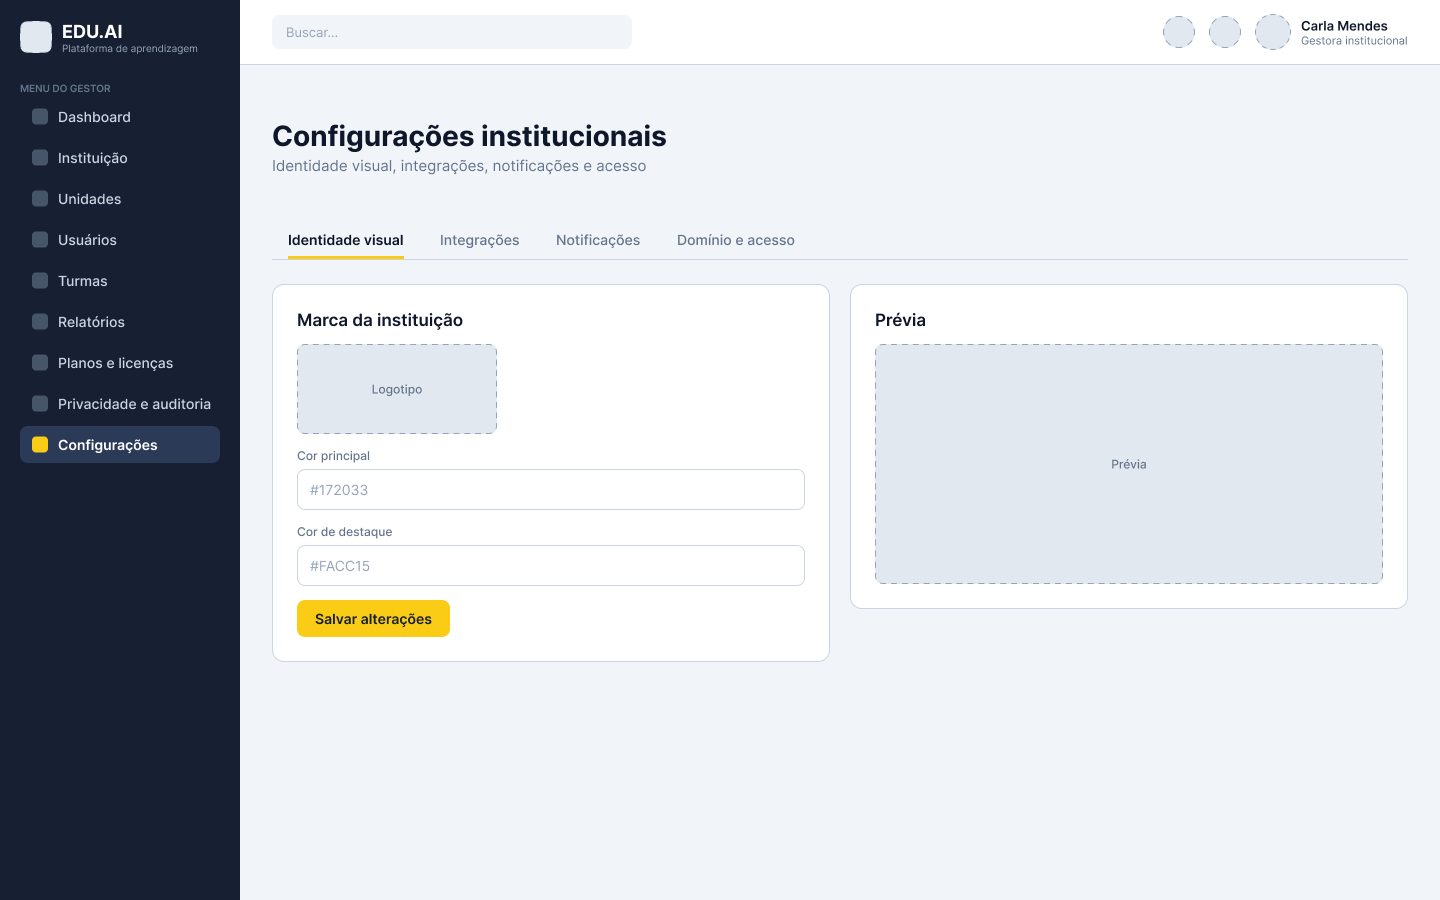 EDU.AI
Plataforma de aprendizagem
MENU DO GESTOR
Dashboard
Instituição
Unidades
Usuários
Turmas
Relatórios
Planos e licenças
Privacidade e auditoria
Configurações
Buscar...
Carla Mendes
Gestora institucional
Configurações institucionais
Identidade visual, integrações, notificações e acesso
Identidade visual
Integrações
Notificações
Domínio e acesso
Marca da instituição
Logotipo
Cor principal
#172033
Cor de destaque
#FACC15
Salvar alterações
Prévia
Prévia